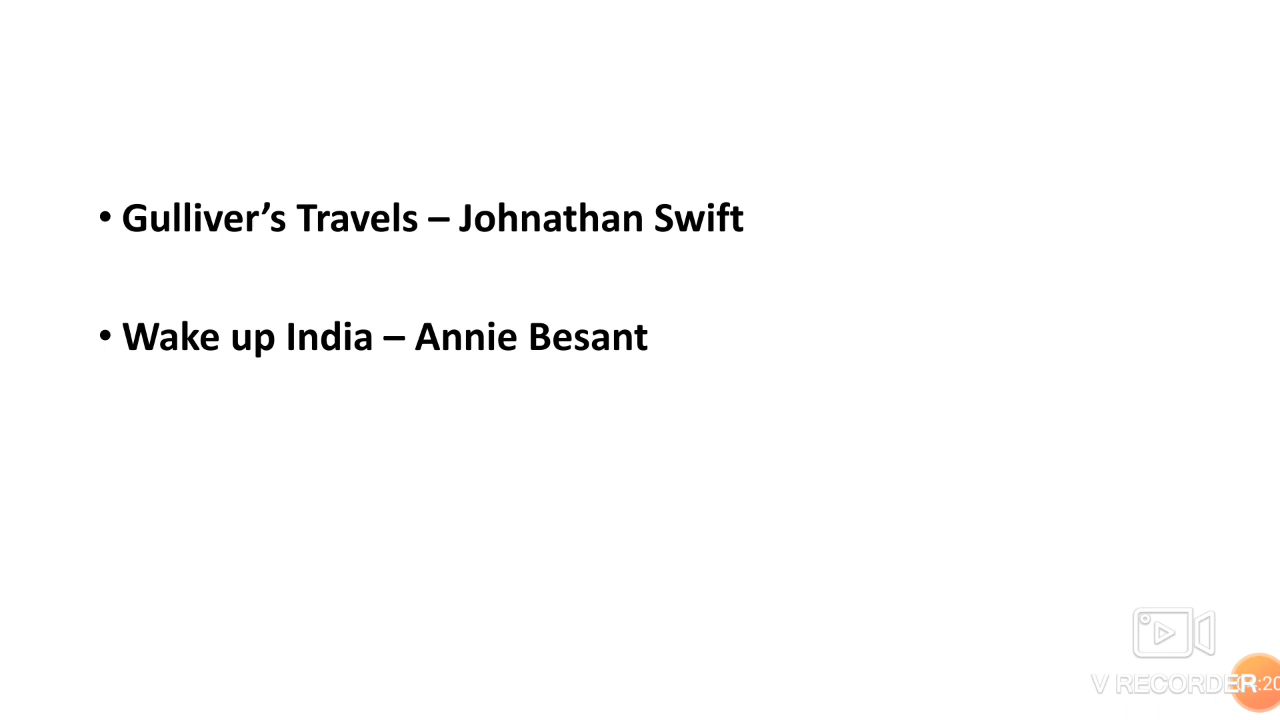 • Gulliver’s Travels – Johnathan Swift
• Wake up India – Annie Besant
V RECORDER